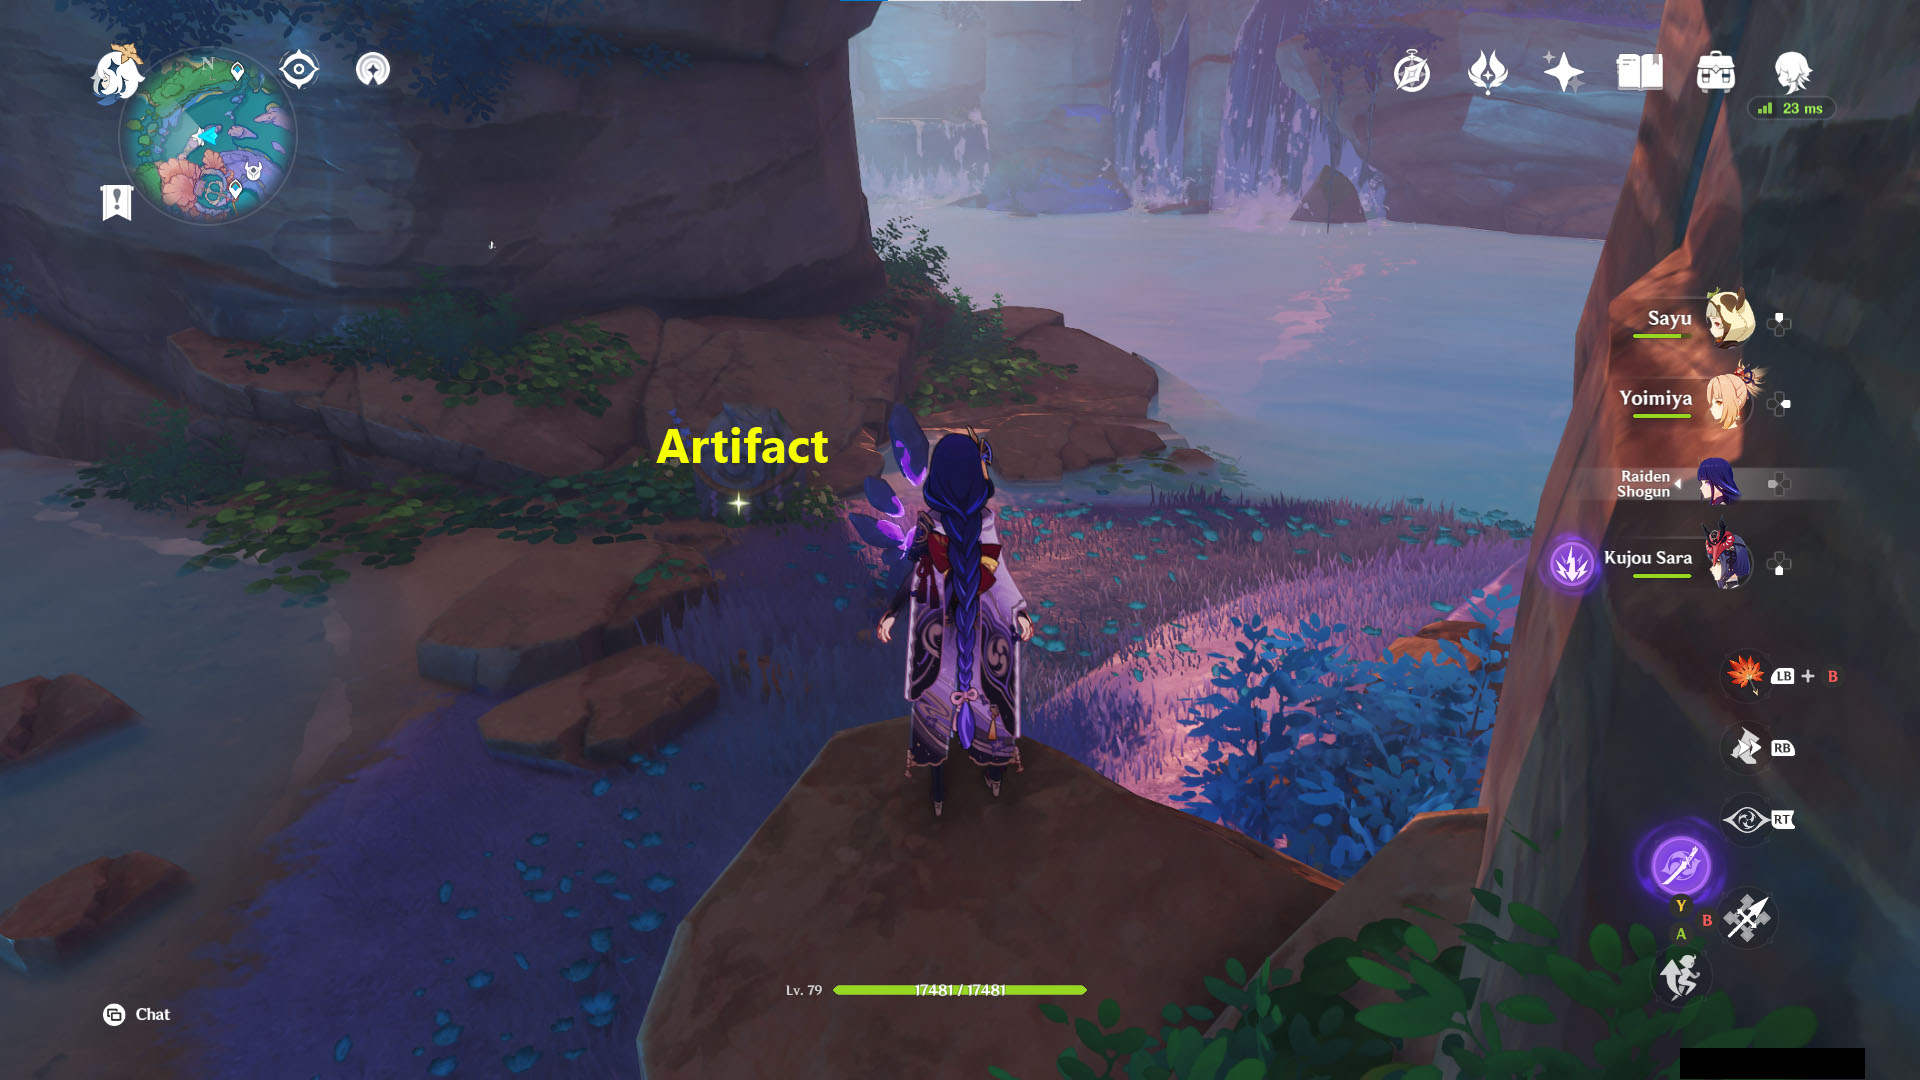 N
23 ms
Sayu
Yoimiya
Artifact
Raiden
Shogun
Kujou Sara
LB + B
RB
RT
Y
B
A
Lv. 79 17481 / 17481
Chat